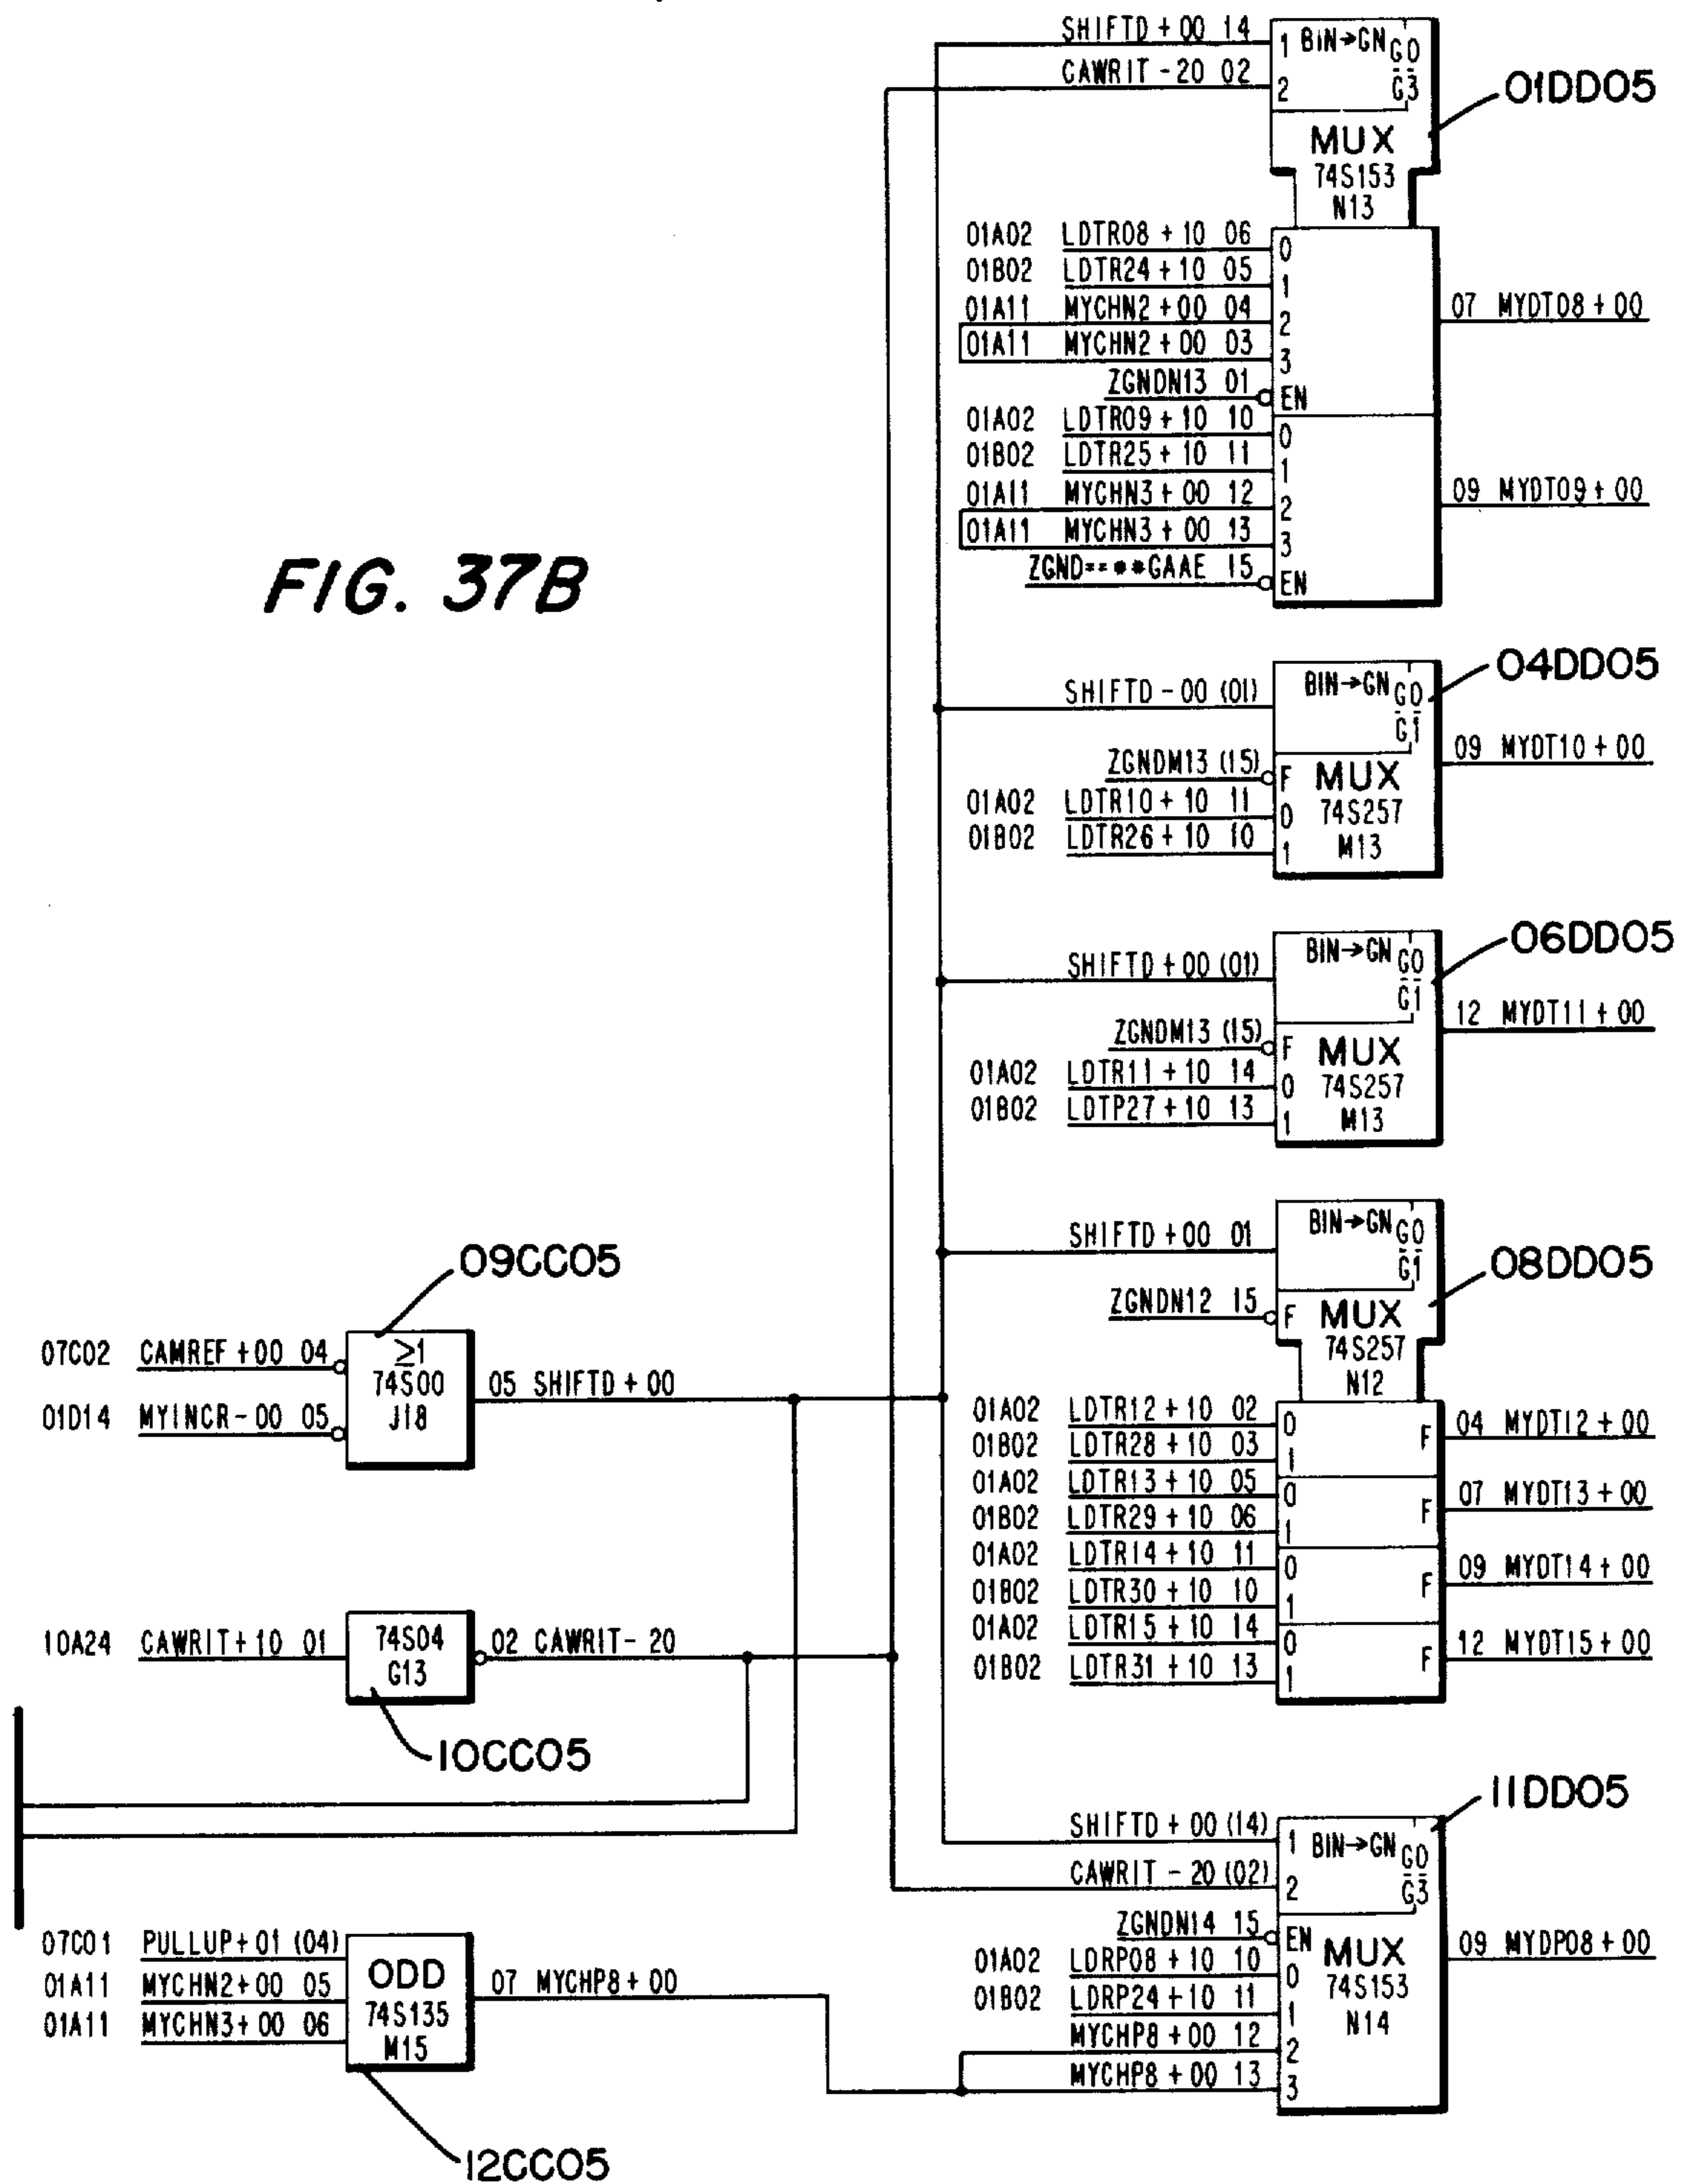 SHIFTD+00 14
CAWRIT-20 02
1 BIN→GN G0
2 G3
01DD05
MUX
74S153
N13
01A02 LDTR08+10 06 0
01B02 LDTR24+10 05 1
01A11 MYCHN2+00 04 2
01A11 MYCHN2+00 03 3
ZGNDN13 01 EN
07 MYDT08+00
01A02 LDTR09+10 10 0
01B02 LDTR25+10 11 1
01A11 MYCHN3+00 12 2
01A11 MYCHN3+00 13 3
ZGND==**GAAE 15 EN
09 MYDT09+00
FIG. 37B
SHIFTD-00 (01)
BIN→GN G0
G1
04DD05
ZGNDM13 (15) F
MUX
01A02 LDTR10+10 11 0
74S257
01B02 LDTR26+10 10 1
M13
09 MYDT10+00
SHIFTD+00 (01)
BIN→GN G0
G1
06DD05
ZGNDM13 (15) F
MUX
01A02 LDTR11+10 14 0
74S257
01B02 LDTP27+10 13 1
M13
12 MYDT11+00
SHIFTD+00 01
BIN→GN G0
G1
08DD05
ZGNDN12 15 F
MUX
74S257
N12
01A02 LDTR12+10 02 0
01B02 LDTR28+10 03 1
F 04 MYDT12+00
01A02 LDTR13+10 05 0
01B02 LDTR29+10 06 1
F 07 MYDT13+00
01A02 LDTR14+10 11 0
01B02 LDTR30+10 10 1
F 09 MYDT14+00
01A02 LDTR15+10 14 0
01B02 LDTR31+10 13 1
F 12 MYDT15+00
09CC05
07C02 CAMREF+00 04
01D14 MYINCR-00 05
≥1
74S00
J18
05 SHIFTD+00
10A24 CAWRIT+10 01
74S04
G13
02 CAWRIT-20
10CC05
SHIFTD+00 (14) 1
CAWRIT-20 (02) 2
BIN→GN G0
G3
11DD05
ZGNDN14 15 EN
MUX
01A02 LDRP08+10 10 0
74S153
01B02 LDRP24+10 11 1
N14
MYCHP8+00 12 2
MYCHP8+00 13 3
09 MYDP08+00
07C01 PULLUP+01 (04)
01A11 MYCHN2+00 05
01A11 MYCHN3+00 06
ODD
74S135
M15
07 MYCHP8+00
12CC05